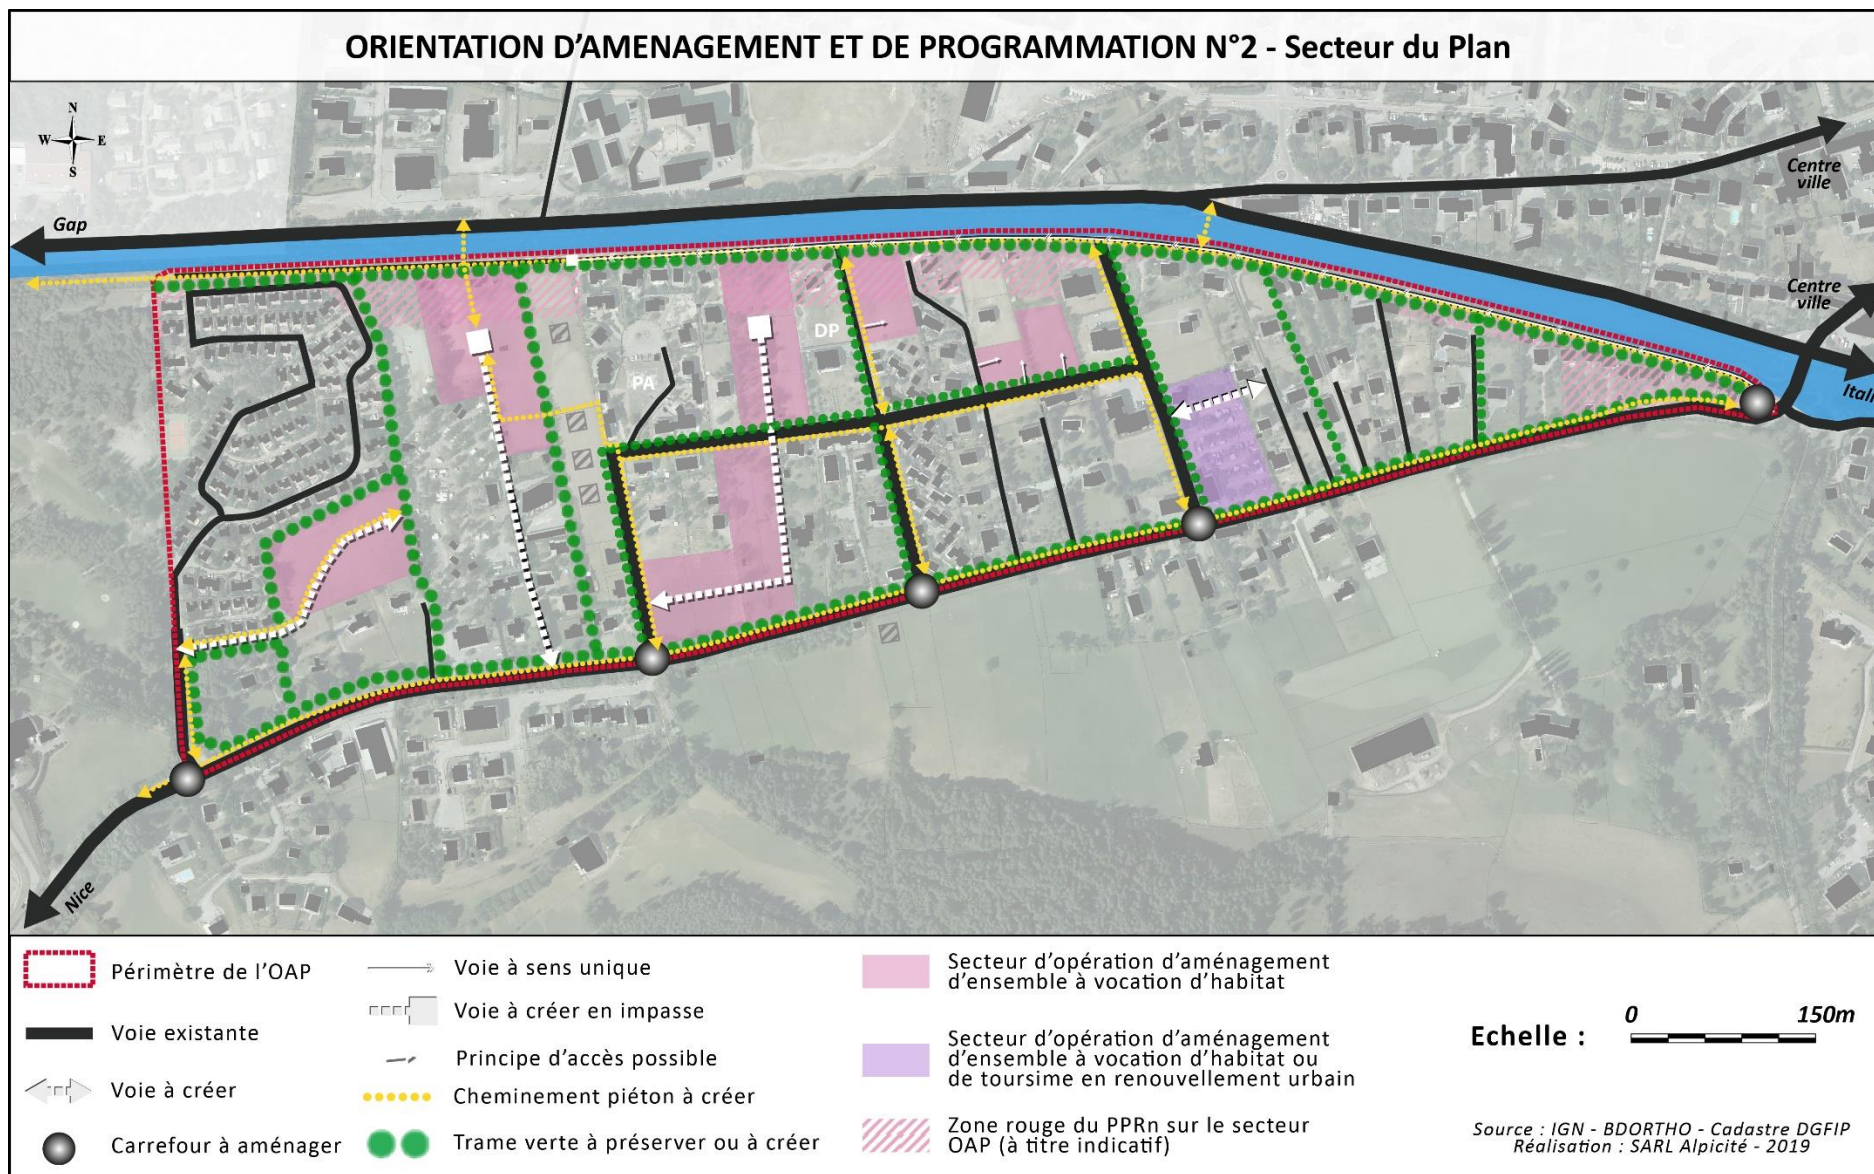 ORIENTATION D'AMENAGEMENT ET DE PROGRAMMATION N°2 - Secteur du Plan
N
W E
S
Gap
Centre
ville
Centre
ville
Itali
DP
PA
Nice
Périmètre de l'OAP
Voie existante
Voie à créer
Carrefour à aménager
Voie à sens unique
Voie à créer en impasse
Principe d'accès possible
Cheminement piéton à créer
Trame verte à préserver ou à créer
Secteur d'opération d'aménagement
d'ensemble à vocation d'habitat
Secteur d'opération d'aménagement
d'ensemble à vocation d'habitat ou
de toursime en renouvellement urbain
Zone rouge du PPRn sur le secteur
OAP (à titre indicatif)
Echelle :
0 150m
Source : IGN - BDORTHO - Cadastre DGFIP
Réalisation : SARL Alpicité - 2019